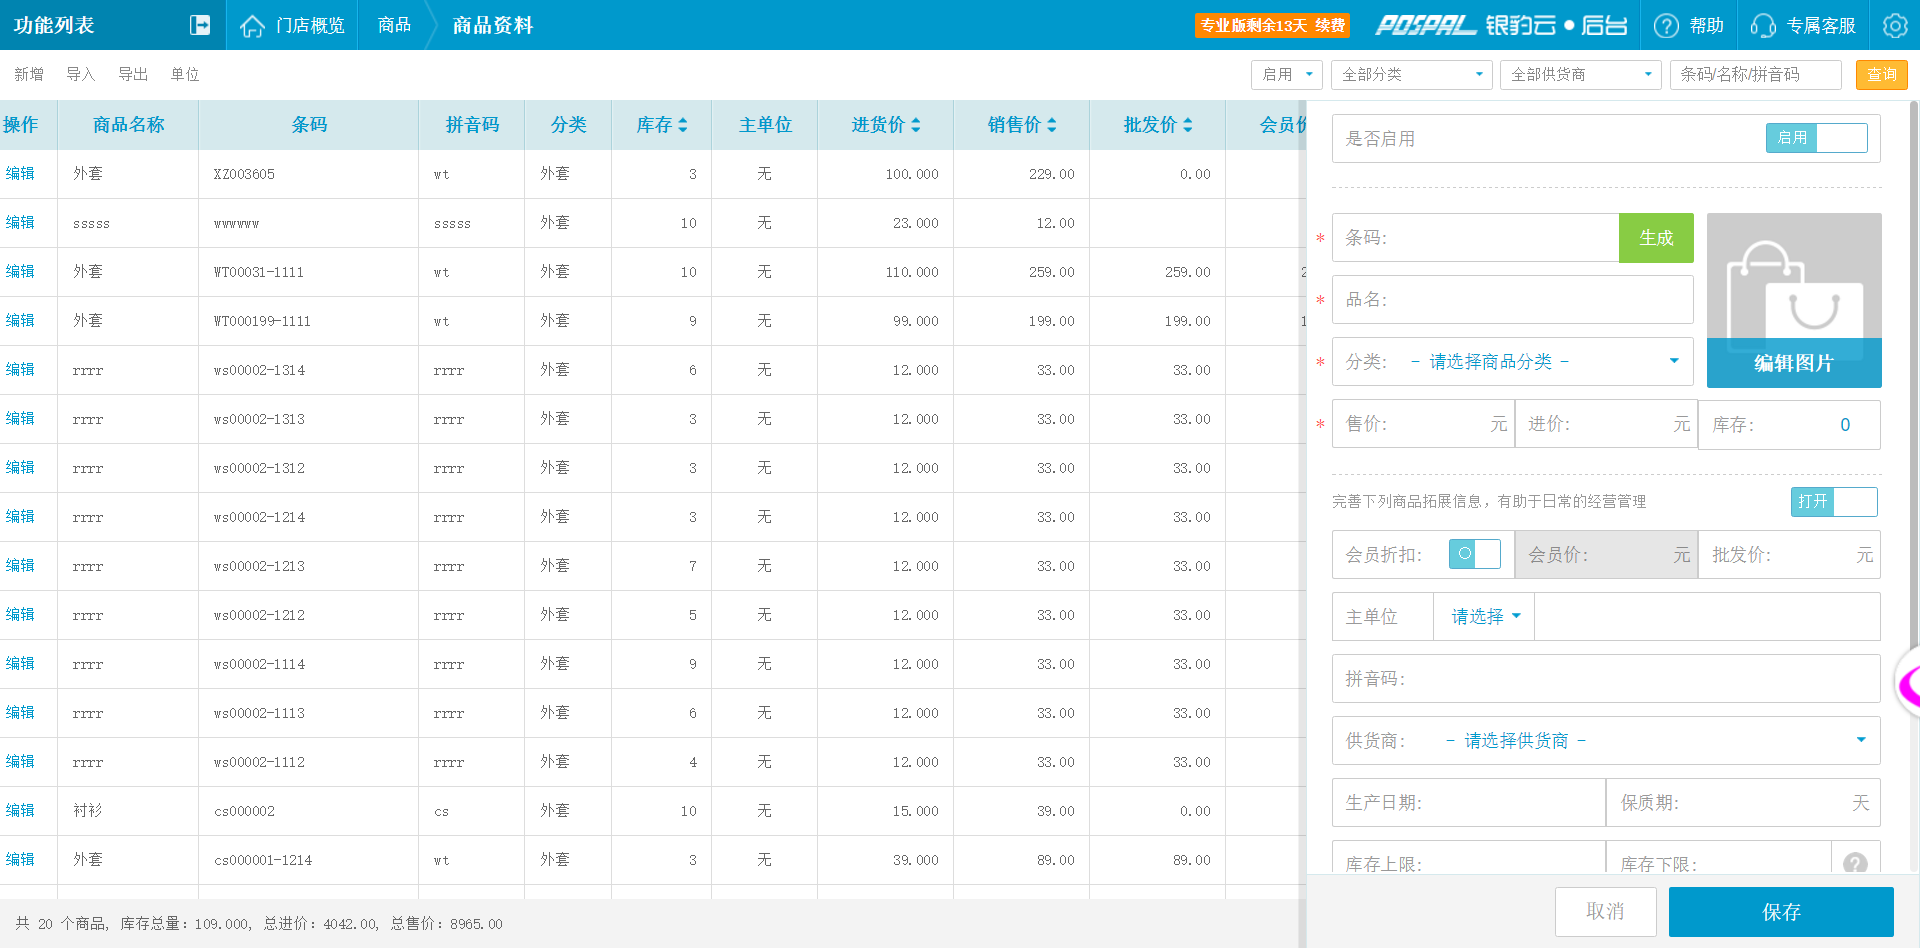 功能列表 门店概览 商品 商品资料 专业版剩余13天 续费 POSPAL 银豹云●后台 帮助 专属客服
新增 导入 导出 单位 启用 全部分类 全部供货商 条码/名称/拼音码 查询
操作 商品名称 条码 拼音码 分类 库存 主单位 进货价 销售价 批发价 会员价
编辑 外套 XZ003605 wt 外套 3 无 100.000 229.00 0.00
编辑 sssss wwwwww sssss 外套 10 无 23.000 12.00
编辑 外套 WT00031-1111 wt 外套 10 无 110.000 259.00 259.00 2
编辑 外套 WT000199-1111 wt 外套 9 无 99.000 199.00 199.00 1
编辑 rrrr ws00002-1314 rrrr 外套 6 无 12.000 33.00 33.00
编辑 rrrr ws00002-1313 rrrr 外套 3 无 12.000 33.00 33.00
编辑 rrrr ws00002-1312 rrrr 外套 3 无 12.000 33.00 33.00
编辑 rrrr ws00002-1214 rrrr 外套 3 无 12.000 33.00 33.00
编辑 rrrr ws00002-1213 rrrr 外套 7 无 12.000 33.00 33.00
编辑 rrrr ws00002-1212 rrrr 外套 5 无 12.000 33.00 33.00
编辑 rrrr ws00002-1114 rrrr 外套 9 无 12.000 33.00 33.00
编辑 rrrr ws00002-1113 rrrr 外套 6 无 12.000 33.00 33.00
编辑 rrrr ws00002-1112 rrrr 外套 4 无 12.000 33.00 33.00
编辑 衬衫 cs000002 cs 外套 10 无 15.000 39.00 0.00
编辑 外套 cs000001-1214 wt 外套 3 无 39.000 89.00 89.00
共 20 个商品, 库存总量: 109.000, 总进价: 4042.00, 总售价: 8965.00
是否启用 启用
* 条码: 生成
* 品名:
* 分类: - 请选择商品分类 -
编辑图片
* 售价: 元 进价: 元 库存: 0
完善下列商品拓展信息，有助于日常的经营管理 打开
会员折扣: 会员价: 元 批发价: 元
主单位 请选择
拼音码:
供货商: - 请选择供货商 -
生产日期: 保质期: 天
库存上限: 库存下限: ?
取消 保存